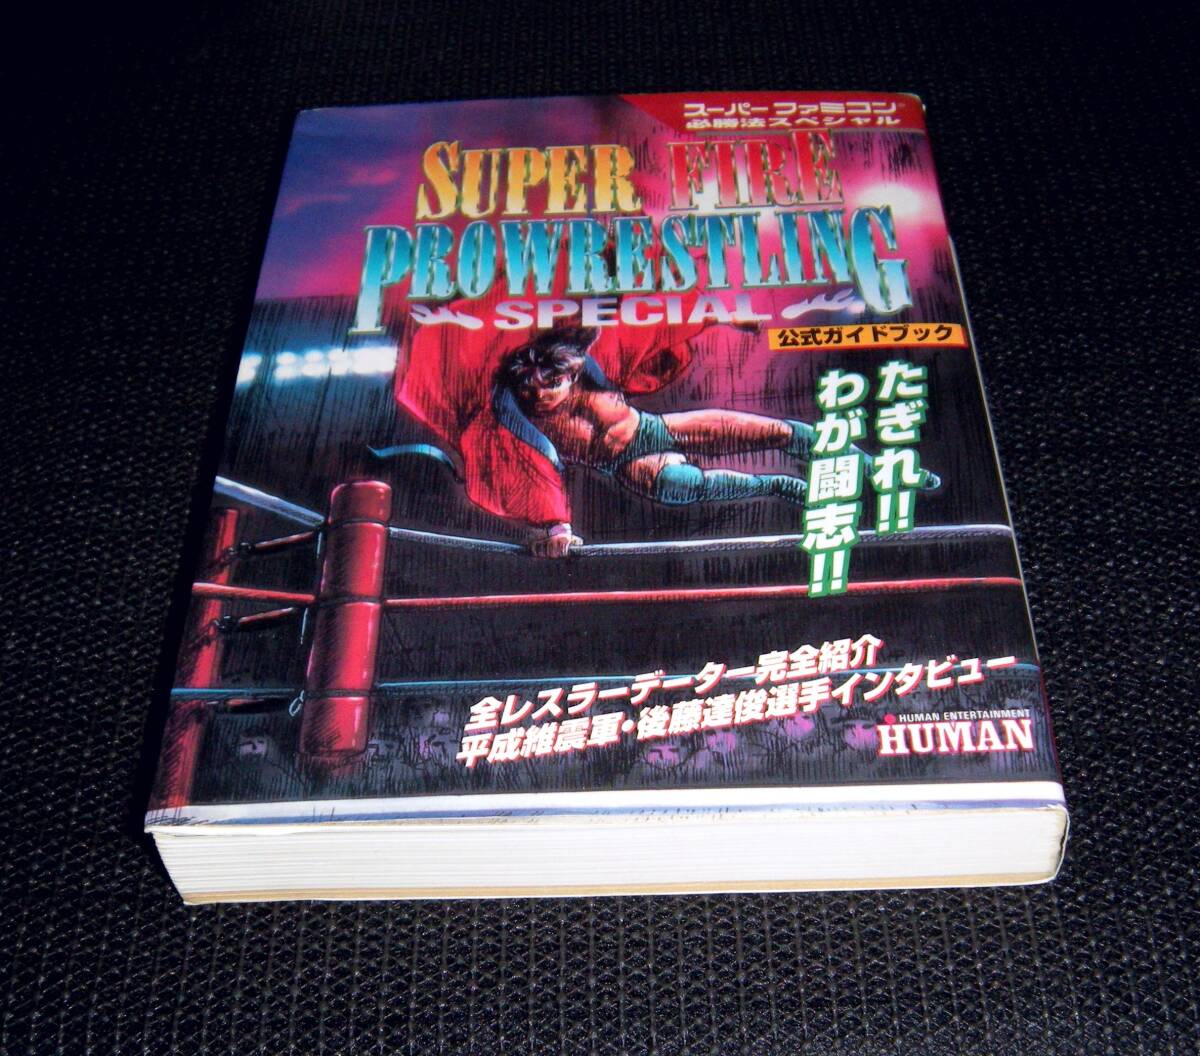 スーパーファミコン®
必勝法スペシャル
SUPER FIRE
PROWRESTLING
SPECIAL
公式ガイドブック
たぎれ!!
わが闘志!!
全レスラーデーター完全紹介
平成維震軍・後藤達俊選手インタビュー
HUMAN ENTERTAINMENT
HUMAN